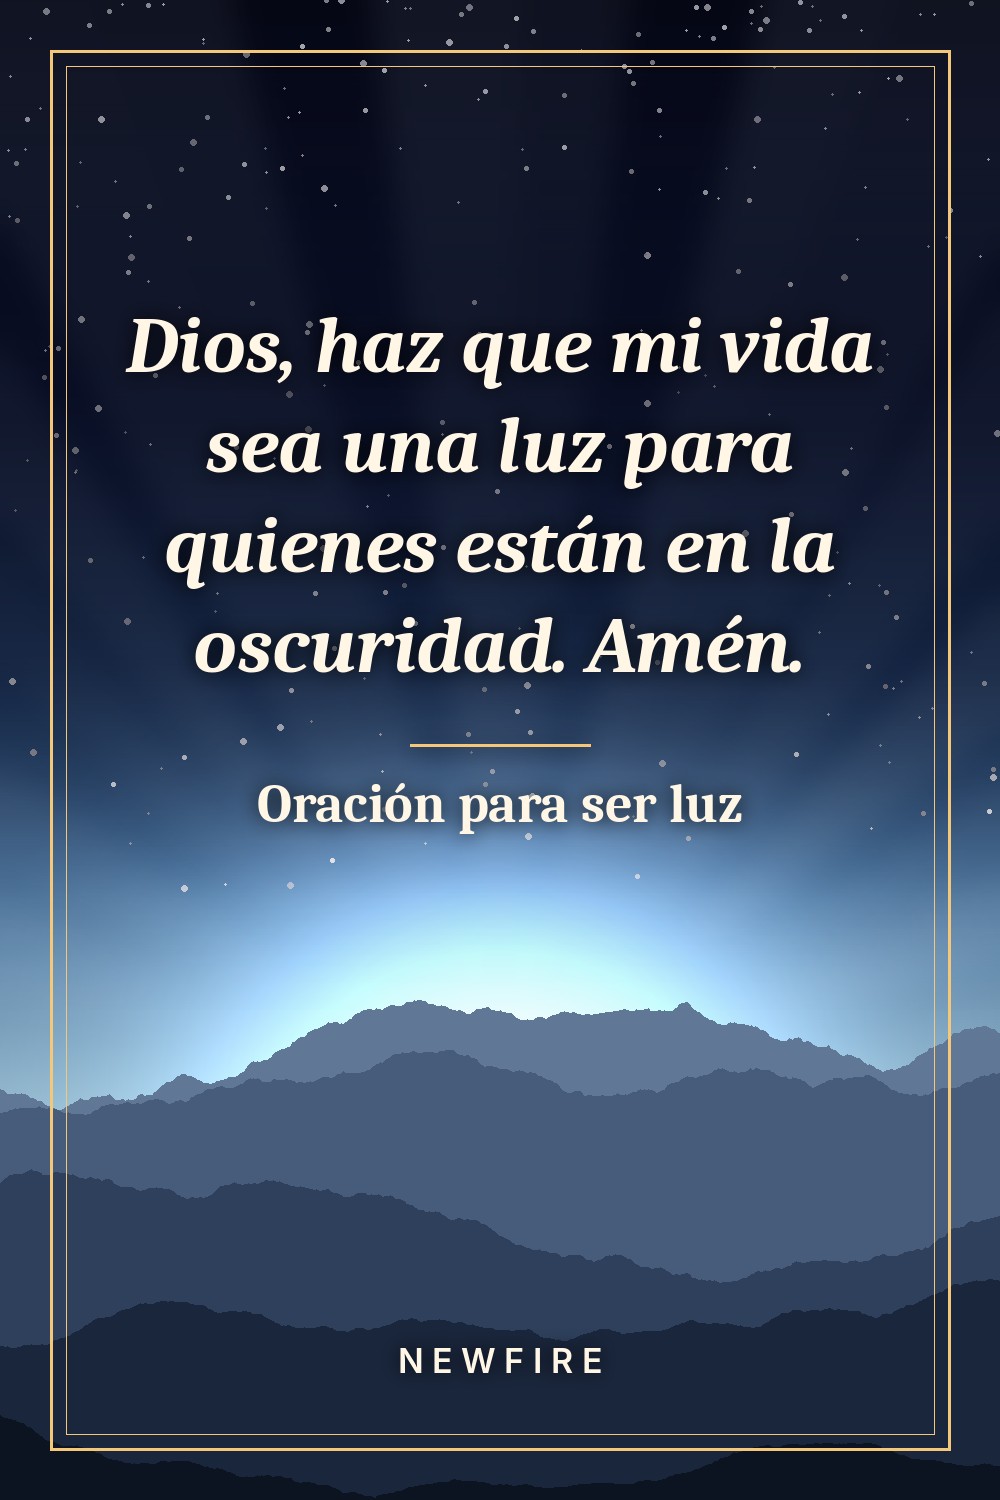 Dios, haz que mi vida
sea una luz para
quienes están en la
oscuridad. Amén.
Oración para ser luz
NEWFIRE